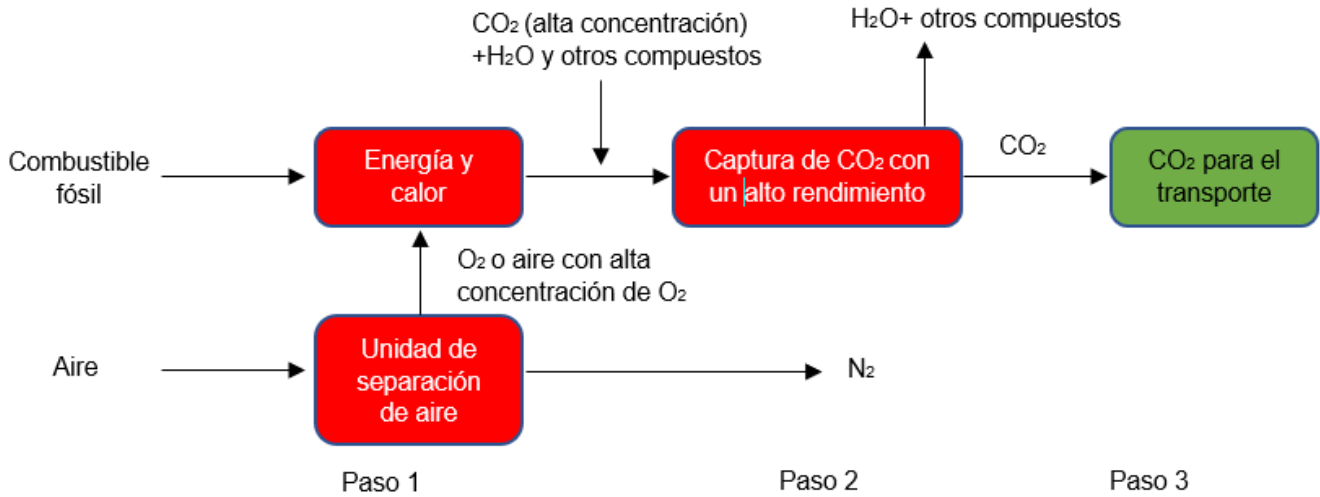 CO₂ (alta concentración)
+H₂O y otros compuestos
H₂O+ otros compuestos
Combustible
fósil
Energía y
calor
Captura de CO₂ con
un alto rendimiento
CO₂
CO₂ para el
transporte
O₂ o aire con alta
concentración de O₂
Aire
Unidad de
separación
de aire
N₂
Paso 1
Paso 2
Paso 3